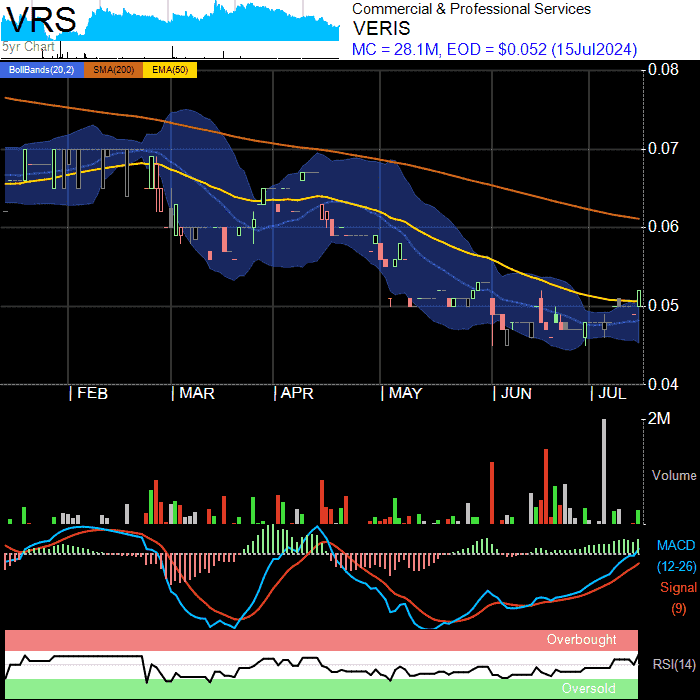 VRS
5yr Chart
Commercial & Professional Services
VERIS
MC = 28.1M, EOD = $0.052 (15Jul2024)
BollBands(20,2) SMA(200) EMA(50)
0.08
0.07
0.06
0.05
0.04
FEB MAR APR MAY JUN JUL
2M
Volume
MACD
(12-26)
Signal
(9)
Overbought
RSI(14)
Oversold